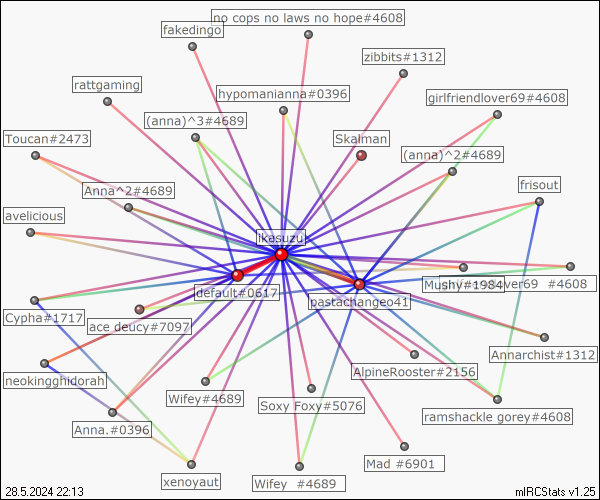 no cops no laws no hope#4608
fakedingo
zibbits#1312
rattgaming
hypomanianna#0396
girlfriendlover69#4608
(anna)^3#4689
Toucan#2473
Skalman
(anna)^2#4689
Anna^2#4689
frisout
avelicious
Ikasuzu
default#0617
Mushy#1984
#4608
pastachange41
Cypha#1717
ace deucy#7097
Annarchist#1312
neokingghidorah
AlpineRooster#2156
Wifey#4689
Soxy Foxy#5076
ramshackle gorey#4608
Anna.#0396
Mad #6901
xenoyaut
Wifey #4689
28.5.2024 22:13
mIRCStats v1.25